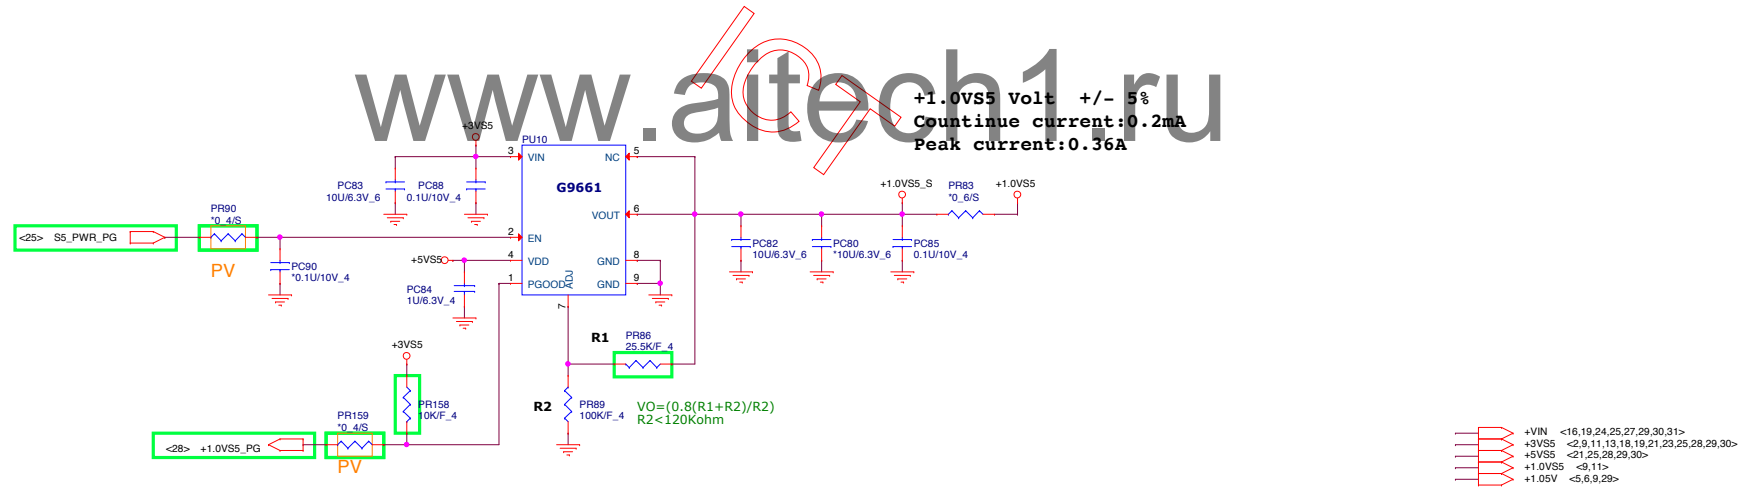 www.aitech1.ru
+1.0VS5 Volt +/- 5%
Countinue current:0.2mA
Peak current:0.36A
+3VS5
PU10
3 VIN
NC 5
G9661
PC83
10U/6.3V_6
PC88
0.1U/10V_4
+1.0VS5_S
PR83
*0_6/S
+1.0VS5
VOUT 6
PR90
*0_4/S
<25> S5_PWR_PG
2 EN
PV
PC90
*0.1U/10V_4
+5VS5
4 VDD
GND 8
PC82
10U/6.3V_6
PC80
*10U/6.3V_6
PC85
0.1U/10V_4
1 PGOOD
ADJ
GND 9
PC84
1U/6.3V_4
7
R1
PR86
25.5K/F_4
+3VS5
R2
PR89
100K/F_4
VO=(0.8(R1+R2)/R2)
R2<120Kohm
PR158
10K/F_4
PR159
*0_4/S
<28> +1.0VS5_PG
PV
+VIN <16,19,24,25,27,29,30,31>
+3VS5 <2,9,11,13,18,19,21,23,25,28,29,30>
+5VS5 <21,25,28,29,30>
+1.0VS5 <9,11>
+1.05V <5,6,9,29>